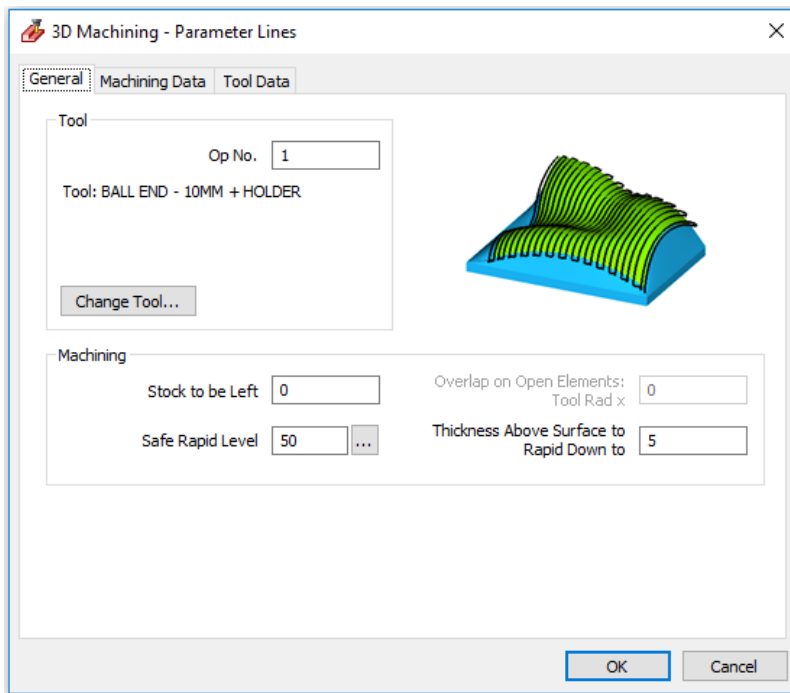 3D Machining - Parameter Lines
General
Machining Data
Tool Data
Tool
Op No.
1
Tool: BALL END - 10MM + HOLDER
Change Tool...
Machining
Stock to be Left
0
Overlap on Open Elements:
Tool Rad x
0
Safe Rapid Level
50
...
Thickness Above Surface to
Rapid Down to
5
OK
Cancel